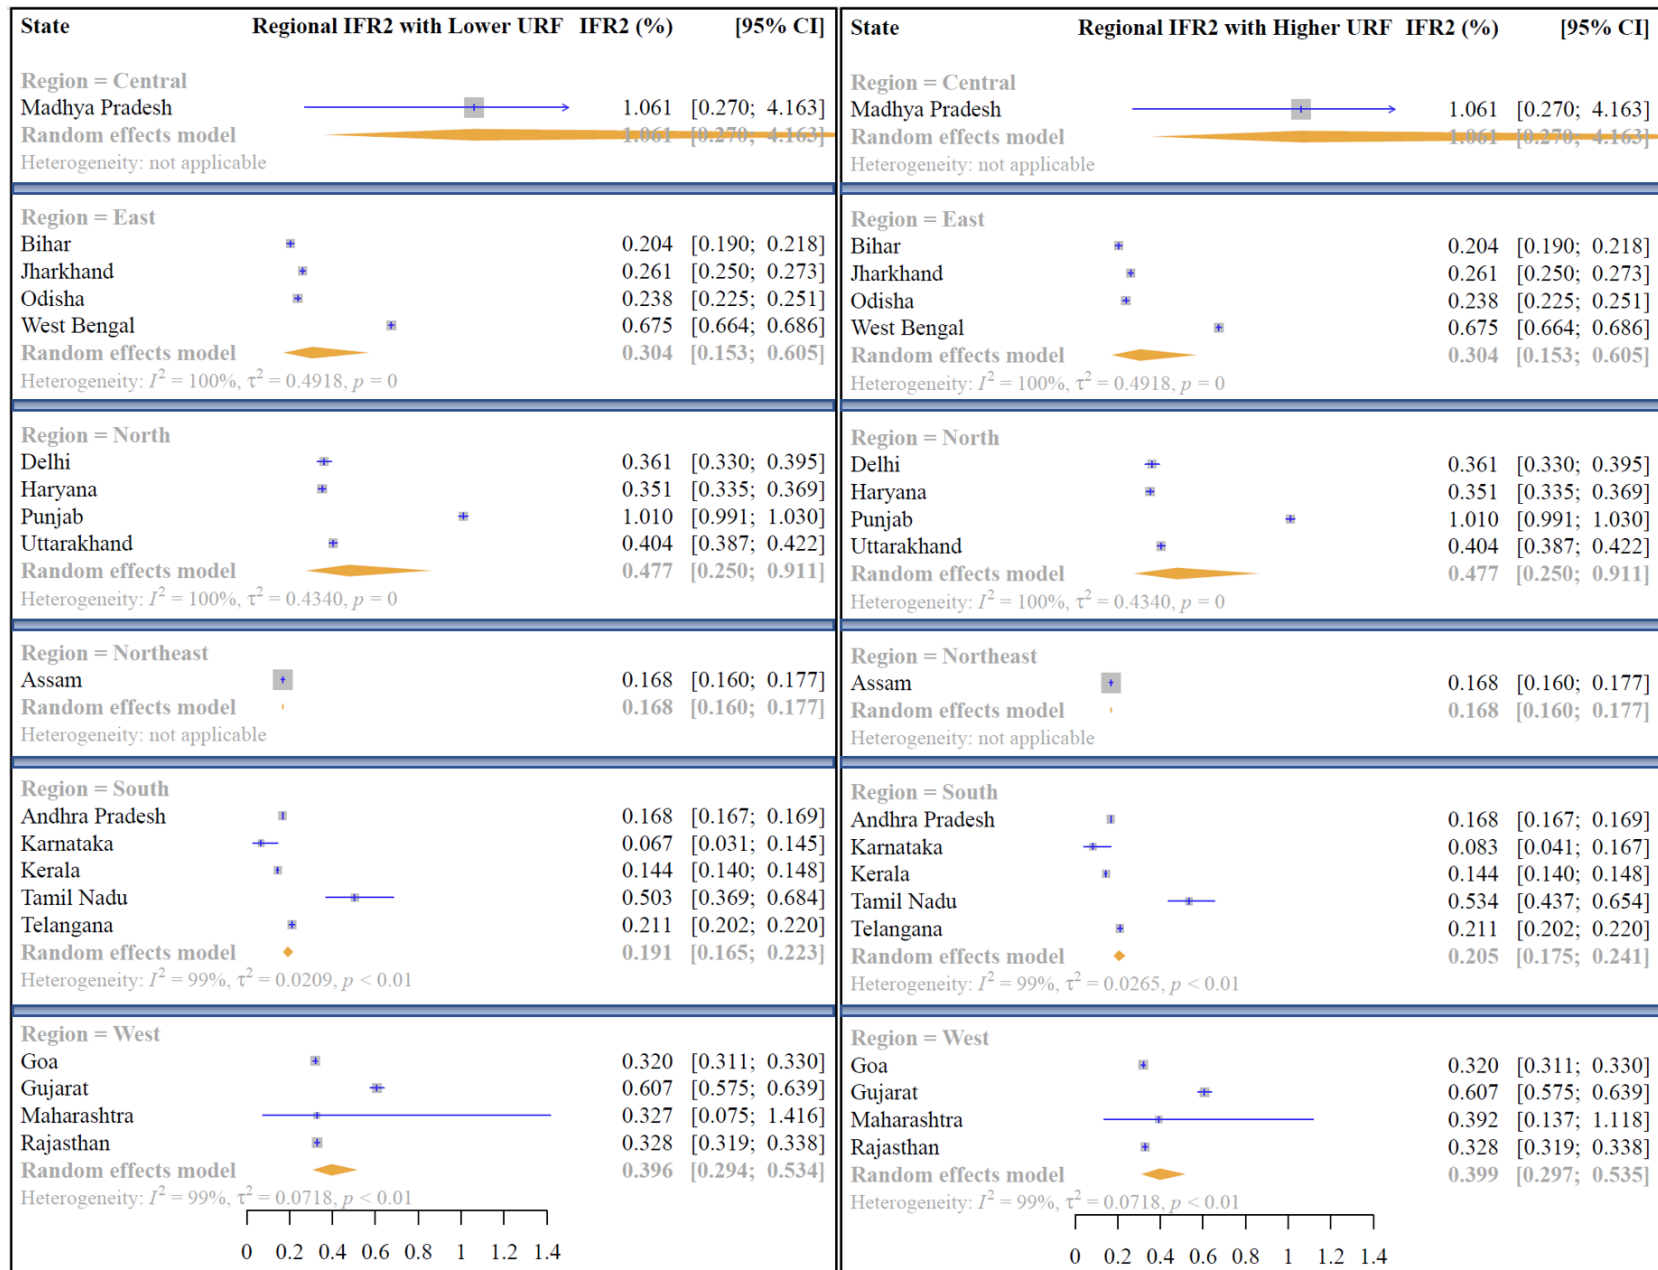 State Regional IFR2 with Lower URF IFR2 (%) [95% CI]
Region = Central
Madhya Pradesh 1.061 [0.270; 4.163]
Random effects model 1.061 [0.270; 4.163]
Heterogeneity: not applicable
Region = East
Bihar 0.204 [0.190; 0.218]
Jharkhand 0.261 [0.250; 0.273]
Odisha 0.238 [0.225; 0.251]
West Bengal 0.675 [0.664; 0.686]
Random effects model 0.304 [0.153; 0.605]
Heterogeneity: I² = 100%, τ² = 0.4918, p = 0
Region = North
Delhi 0.361 [0.330; 0.395]
Haryana 0.351 [0.335; 0.369]
Punjab 1.010 [0.991; 1.030]
Uttarakhand 0.404 [0.387; 0.422]
Random effects model 0.477 [0.250; 0.911]
Heterogeneity: I² = 100%, τ² = 0.4340, p = 0
Region = Northeast
Assam 0.168 [0.160; 0.177]
Random effects model 0.168 [0.160; 0.177]
Heterogeneity: not applicable
Region = South
Andhra Pradesh 0.168 [0.167; 0.169]
Karnataka 0.067 [0.031; 0.145]
Kerala 0.144 [0.140; 0.148]
Tamil Nadu 0.503 [0.369; 0.684]
Telangana 0.211 [0.202; 0.220]
Random effects model 0.191 [0.165; 0.223]
Heterogeneity: I² = 99%, τ² = 0.0209, p < 0.01
Region = West
Goa 0.320 [0.311; 0.330]
Gujarat 0.607 [0.575; 0.639]
Maharashtra 0.327 [0.075; 1.416]
Rajasthan 0.328 [0.319; 0.338]
Random effects model 0.396 [0.294; 0.534]
Heterogeneity: I² = 99%, τ² = 0.0718, p < 0.01
0 0.2 0.4 0.6 0.8 1 1.2 1.4
State Regional IFR2 with Higher URF IFR2 (%) [95% CI]
Region = Central
Madhya Pradesh 1.061 [0.270; 4.163]
Random effects model 1.061 [0.270; 4.163]
Heterogeneity: not applicable
Region = East
Bihar 0.204 [0.190; 0.218]
Jharkhand 0.261 [0.250; 0.273]
Odisha 0.238 [0.225; 0.251]
West Bengal 0.675 [0.664; 0.686]
Random effects model 0.304 [0.153; 0.605]
Heterogeneity: I² = 100%, τ² = 0.4918, p = 0
Region = North
Delhi 0.361 [0.330; 0.395]
Haryana 0.351 [0.335; 0.369]
Punjab 1.010 [0.991; 1.030]
Uttarakhand 0.404 [0.387; 0.422]
Random effects model 0.477 [0.250; 0.911]
Heterogeneity: I² = 100%, τ² = 0.4340, p = 0
Region = Northeast
Assam 0.168 [0.160; 0.177]
Random effects model 0.168 [0.160; 0.177]
Heterogeneity: not applicable
Region = South
Andhra Pradesh 0.168 [0.167; 0.169]
Karnataka 0.083 [0.041; 0.167]
Kerala 0.144 [0.140; 0.148]
Tamil Nadu 0.534 [0.437; 0.654]
Telangana 0.211 [0.202; 0.220]
Random effects model 0.205 [0.175; 0.241]
Heterogeneity: I² = 99%, τ² = 0.0265, p < 0.01
Region = West
Goa 0.320 [0.311; 0.330]
Gujarat 0.607 [0.575; 0.639]
Maharashtra 0.392 [0.137; 1.118]
Rajasthan 0.328 [0.319; 0.338]
Random effects model 0.399 [0.297; 0.535]
Heterogeneity: I² = 99%, τ² = 0.0718, p < 0.01
0 0.2 0.4 0.6 0.8 1 1.2 1.4